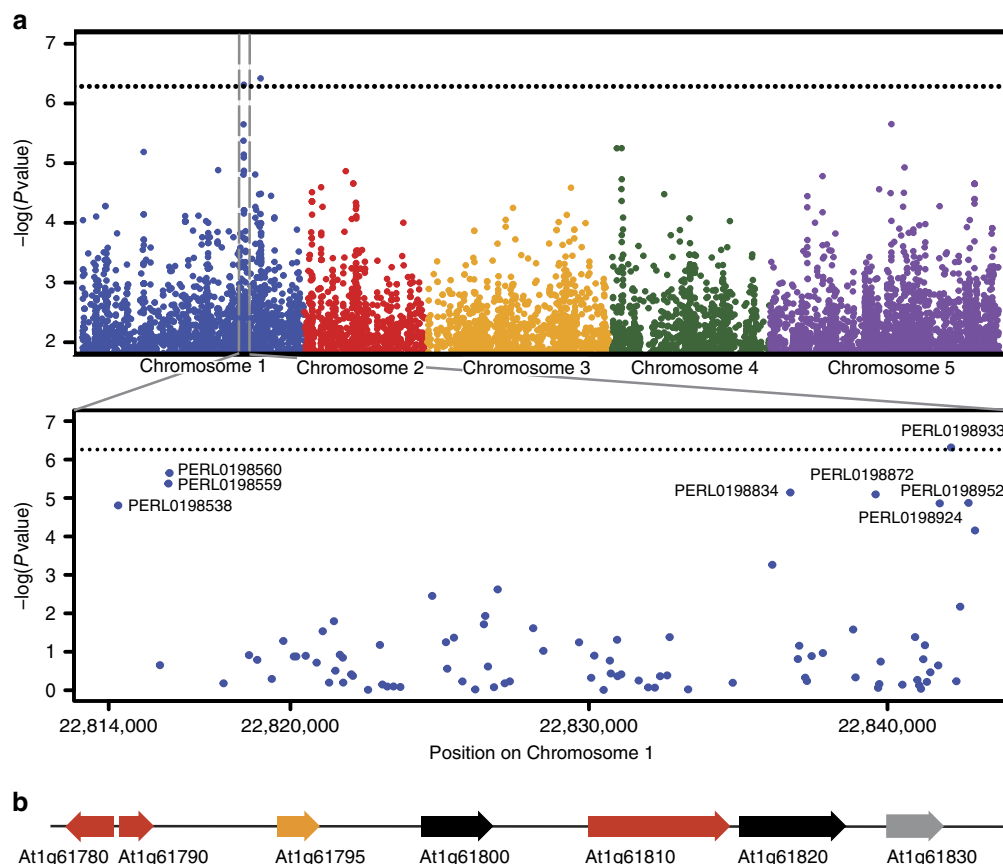 a
7
6
5
4
3
2
−log(Pvalue)
Chromosome 1
Chromosome 2
Chromosome 3
Chromosome 4
Chromosome 5
7
6
5
4
3
2
1
0
−log(Pvalue)
PERL0198933
PERL0198560
PERL0198559
PERL0198538
PERL0198872
PERL0198834
PERL0198952
PERL0198924
22,814,000
22,820,000
22,830,000
22,840,000
Position on Chromosome 1
b
At1g61780
At1g61790
At1g61795
At1g61800
At1g61810
At1g61820
At1g61830